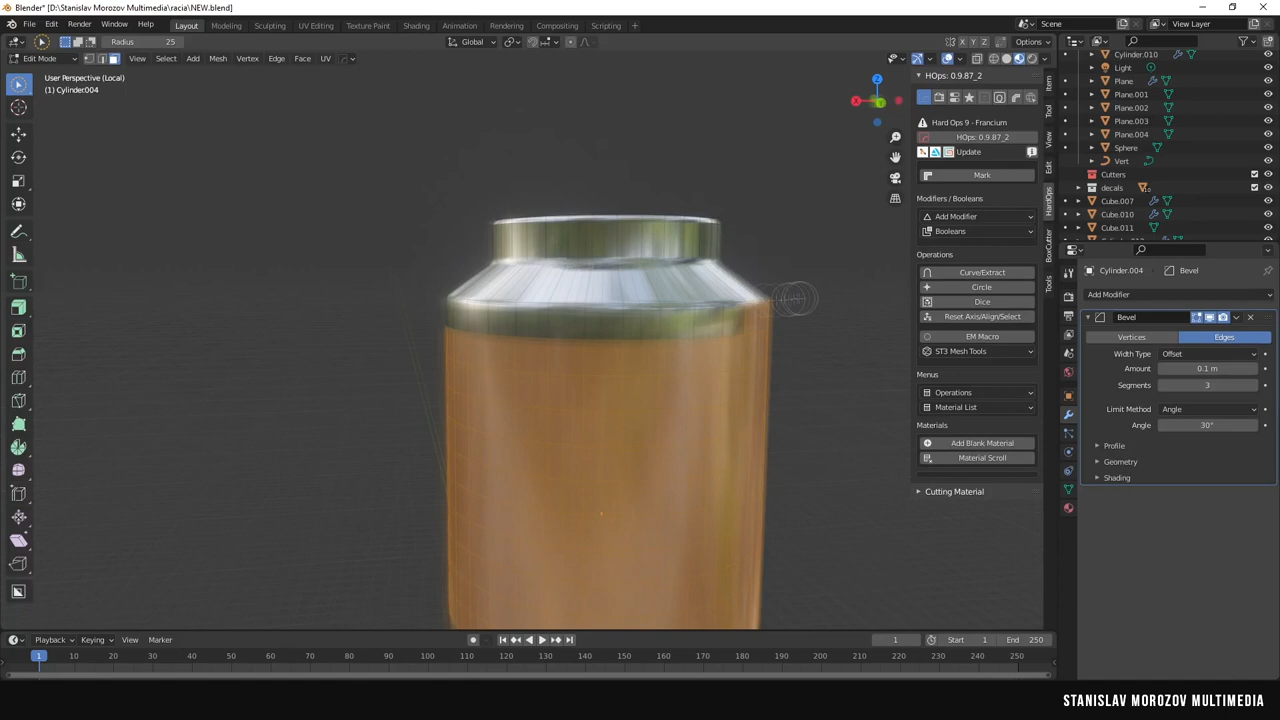 Blender* [D:\Stanislav Morozov Multimedia\racia\NEW.blend]
File Edit Render Window Help Layout Modeling Sculpting UV Editing Texture Paint Shading Animation Rendering Compositing Scripting + Scene View Layer
Radius 25 Global X Y Z Options
Edit Mode View Select Add Mesh Vertex Edge Face UV
User Perspective (Local)
(1) Cylinder.004
HOps: 0.9.87_2
Hard Ops 9 - Francium
HOps: 0.9.87_2
Update
Mark
Modifiers / Booleans
Add Modifier
Booleans
Operations
Curve/Extract
Circle
Dice
Reset Axis/Align/Select
EM Macro
ST3 Mesh Tools
Menus
Operations
Material List
Materials
Add Blank Material
Material Scroll
Cutting Material
Item
Tool
View
Edit
HardOps
BoxCutter
Tools
Cylinder.010
Light
Plane
Plane.001
Plane.002
Plane.003
Plane.004
Sphere
Vert
Cutters
decals
Cube.007
Cube.010
Cube.011
Cylinder.004 Bevel
Add Modifier
Bevel
Vertices Edges
Width Type Offset
Amount 0.1 m
Segments 3
Limit Method Angle
Angle 30°
Profile
Geometry
Shading
Playback Keying View Marker 1 Start 1 End 250
1 10 20 30 40 50 60 70 80 90 100 110 120 130 140 150 160 170 180 190 200 210 220 230 240 250
STANISLAV MOROZOV MULTIMEDIA